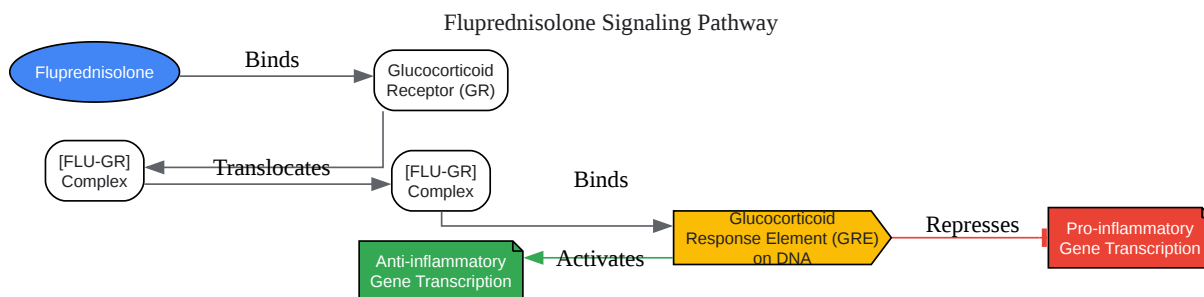 Fluprednisolone Signaling Pathway
Fluprednisolone
Binds
Glucocorticoid
Receptor (GR)
[FLU-GR]
Complex
Translocates
[FLU-GR]
Complex
Binds
Glucocorticoid
Response Element (GRE)
on DNA
Represses
Pro-inflammatory
Gene Transcription
Activates
Anti-inflammatory
Gene Transcription